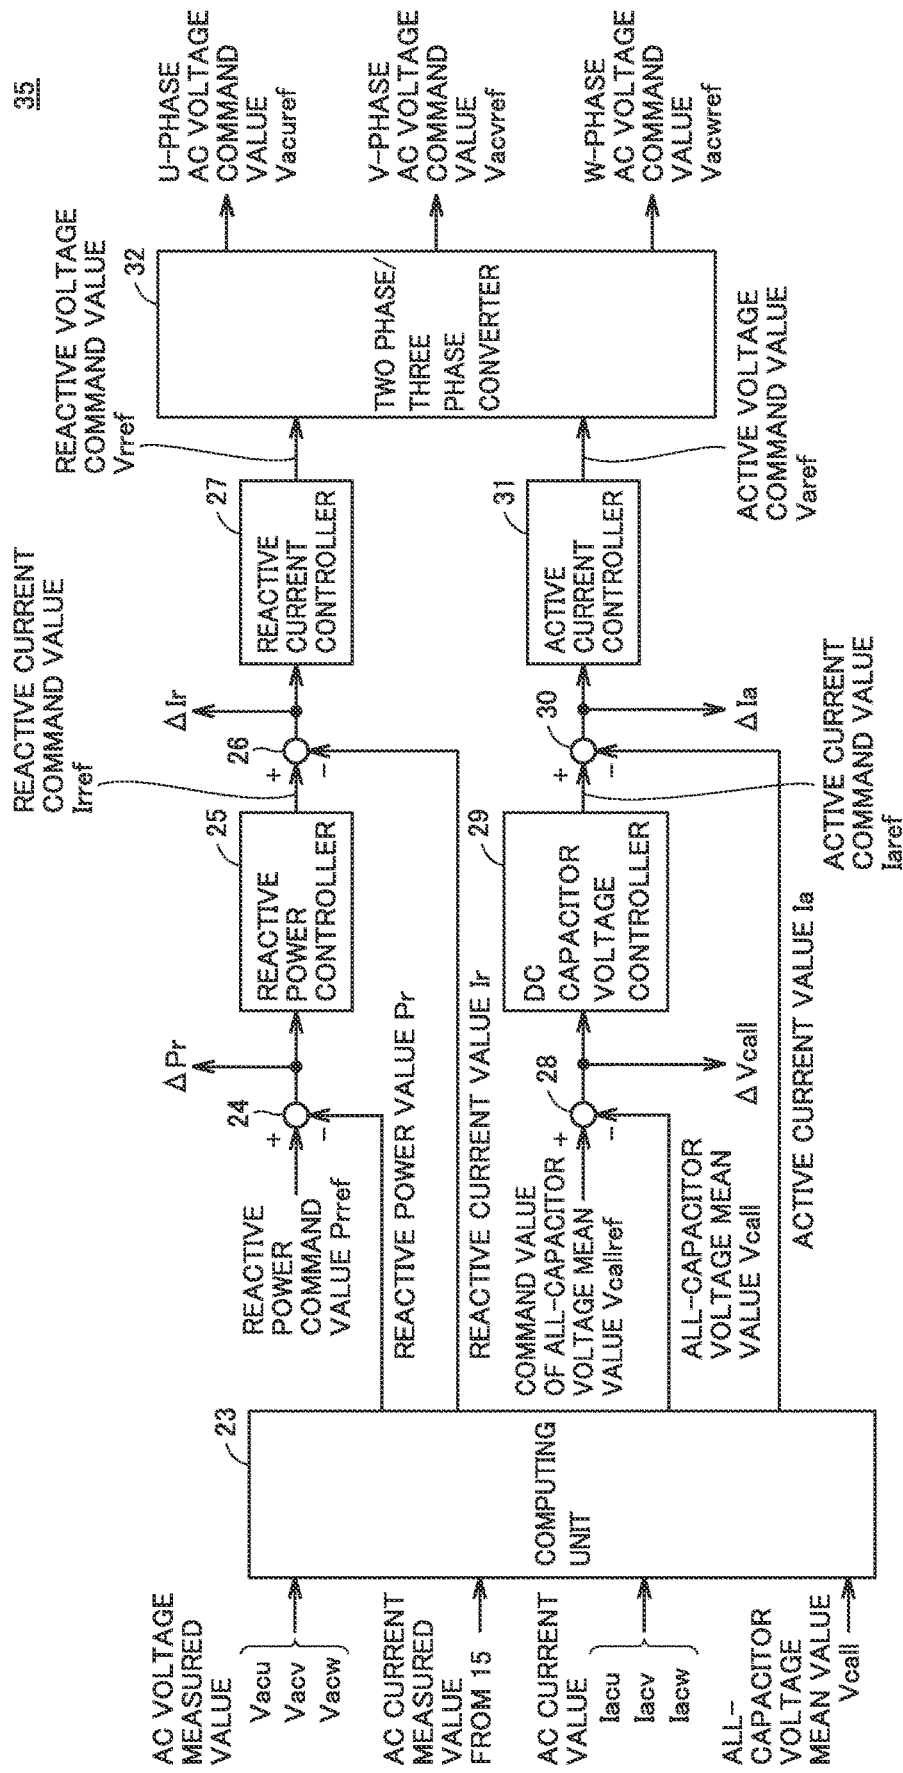 35
AC VOLTAGE
MEASURED
VALUE
Vacu
Vacv
Vacw
AC CURRENT
MEASURED
VALUE
FROM 15
AC CURRENT
VALUE
Iacu
Iacv
Iacw
ALL-
CAPACITOR
VOLTAGE
MEAN VALUE
Vcall
23
COMPUTING
UNIT
REACTIVE
POWER
COMMAND
VALUE Prref
+
-
24
ΔPr
REACTIVE POWER VALUE Pr
REACTIVE CURRENT VALUE Ir
25
REACTIVE
POWER
CONTROLLER
REACTIVE CURRENT
COMMAND VALUE
Irref
+
-
26
ΔIr
27
REACTIVE
CURRENT
CONTROLLER
REACTIVE VOLTAGE
COMMAND VALUE
Vrref
COMMAND VALUE
OF ALL-CAPACITOR
VOLTAGE MEAN
VALUE Vcallref
+
-
28
ΔVcall
ALL-CAPACITOR
VOLTAGE MEAN
VALUE Vcall
ACTIVE CURRENT VALUE Ia
29
DC
CAPACITOR
VOLTAGE
CONTROLLER
ACTIVE CURRENT
COMMAND VALUE
Iaref
+
-
30
ΔIa
31
ACTIVE
CURRENT
CONTROLLER
ACTIVE VOLTAGE
COMMAND VALUE
Varef
32
TWO PHASE/
THREE
PHASE
CONVERTER
U-PHASE
AC VOLTAGE
COMMAND
VALUE
Vacuref
V-PHASE
AC VOLTAGE
COMMAND
VALUE
Vacvref
W-PHASE
AC VOLTAGE
COMMAND
VALUE
Vacwref